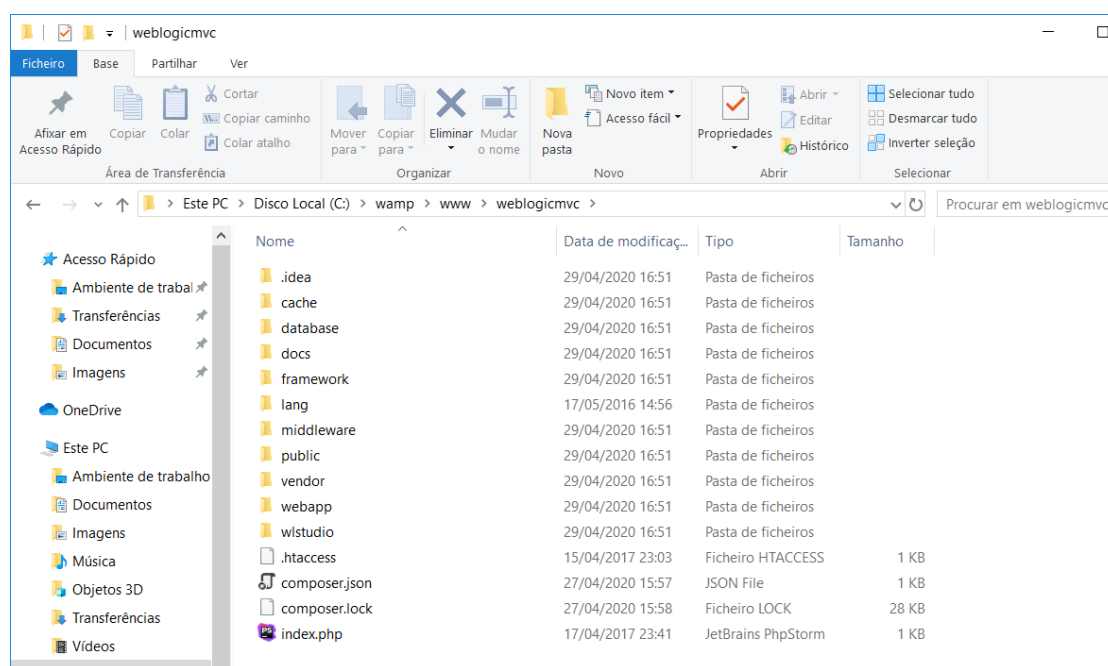 weblogicmvc
Ficheiro Base Partilhar Ver
Afixar em Acesso Rápido
Copiar
Colar
Cortar
Copiar caminho
Colar atalho
Área de Transferência
Mover para
Copiar para
Eliminar
Mudar o nome
Organizar
Nova pasta
Novo item
Acesso fácil
Novo
Propriedades
Abrir
Editar
Histórico
Abrir
Selecionar tudo
Desmarcar tudo
Inverter seleção
Selecionar
Este PC > Disco Local (C:) > wamp > www > weblogicmvc >
Procurar em weblogicmvc
Acesso Rápido
Ambiente de trabal
Transferências
Documentos
Imagens
OneDrive
Este PC
Ambiente de trabalho
Documentos
Imagens
Música
Objetos 3D
Transferências
Vídeos
Nome Data de modificaç... Tipo Tamanho
.idea 29/04/2020 16:51 Pasta de ficheiros
cache 29/04/2020 16:51 Pasta de ficheiros
database 29/04/2020 16:51 Pasta de ficheiros
docs 29/04/2020 16:51 Pasta de ficheiros
framework 29/04/2020 16:51 Pasta de ficheiros
lang 17/05/2016 14:56 Pasta de ficheiros
middleware 29/04/2020 16:51 Pasta de ficheiros
public 29/04/2020 16:51 Pasta de ficheiros
vendor 29/04/2020 16:51 Pasta de ficheiros
webapp 29/04/2020 16:51 Pasta de ficheiros
wlstudio 29/04/2020 16:51 Pasta de ficheiros
.htaccess 15/04/2017 23:03 Ficheiro HTACCESS 1 KB
composer.json 27/04/2020 15:57 JSON File 1 KB
composer.lock 27/04/2020 15:58 Ficheiro LOCK 28 KB
index.php 17/04/2017 23:41 JetBrains PhpStorm 1 KB